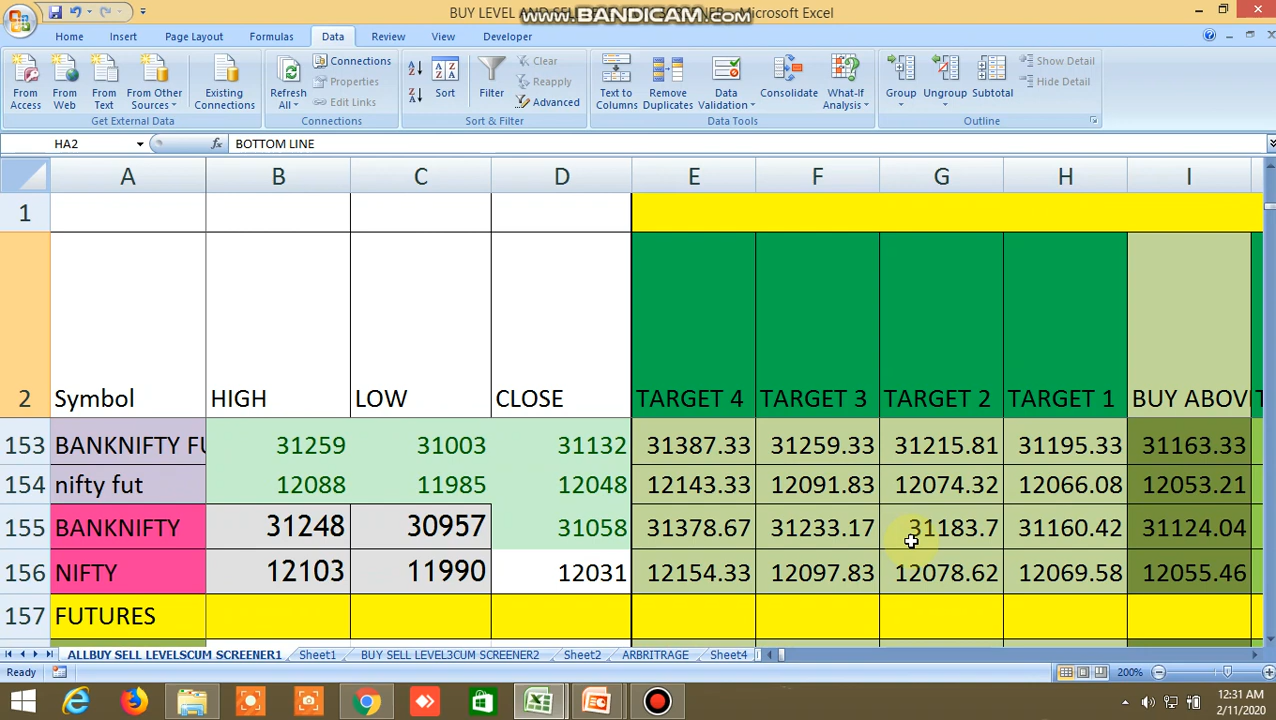 BUY LEVEL AND SE
NER - Microsoft Excel
www.BANDICAM.com
Home Insert Page Layout Formulas Data Review View Developer
From Access
From Web
From Text
From Other Sources
Existing Connections
Get External Data
Refresh All
Connections
Properties
Edit Links
Connections
Sort
Filter
Clear
Reapply
Advanced
Sort & Filter
Text to Columns
Remove Duplicates
Data Validation
Consolidate
What-If Analysis
Data Tools
Group
Ungroup
Subtotal
Show Detail
Hide Detail
Outline
HA2 fx BOTTOM LINE
A B C D E F G H I
1
2 Symbol HIGH LOW CLOSE TARGET 4 TARGET 3 TARGET 2 TARGET 1 BUY ABOV T
153 BANKNIFTY FU 31259 31003 31132 31387.33 31259.33 31215.81 31195.33 31163.33
154 nifty fut 12088 11985 12048 12143.33 12091.83 12074.32 12066.08 12053.21
155 BANKNIFTY 31248 30957 31058 31378.67 31233.17 31183.7 31160.42 31124.04
156 NIFTY 12103 11990 12031 12154.33 12097.83 12078.62 12069.58 12055.46
157 FUTURES
ALLBUY SELL LEVELSCUM SCREENER1 Sheet1 BUY SELL LEVEL3CUM SCREENER2 Sheet2 ARBRITRAGE Sheet4
Ready 200%
12:31 AM
2/11/2020